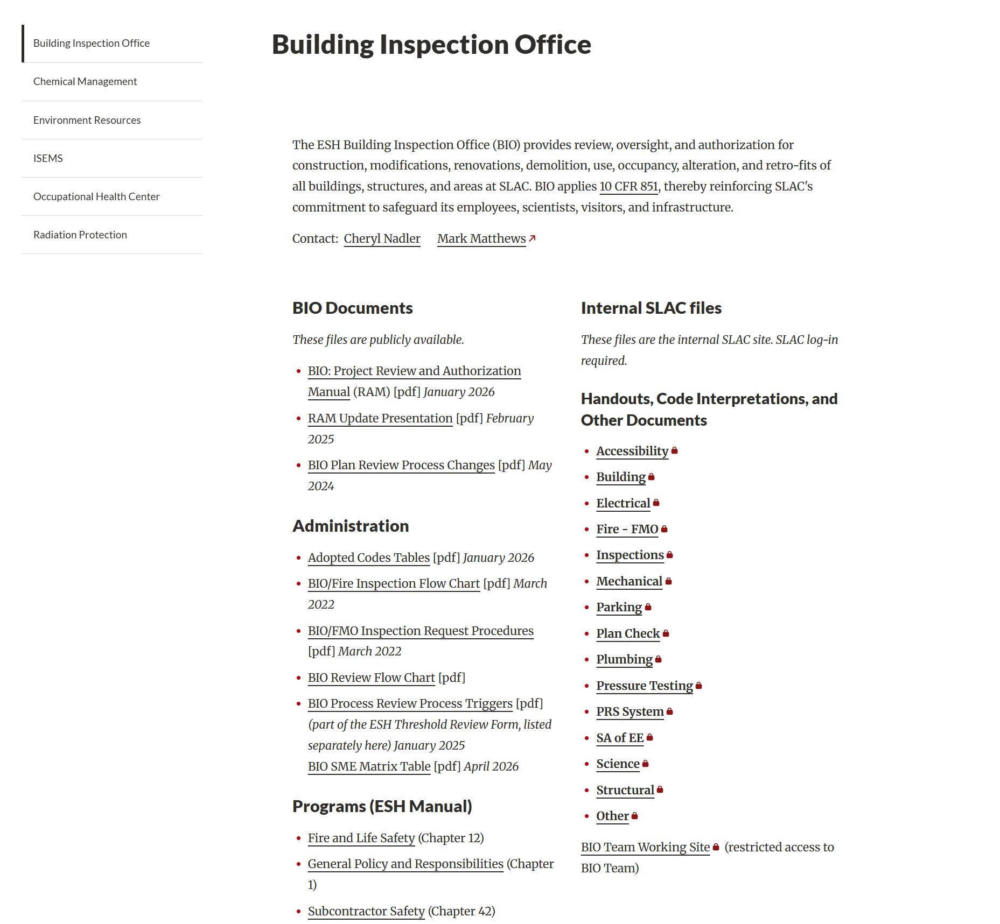 Building Inspection Office
Chemical Management
Environment Resources
ISEMS
Occupational Health Center
Radiation Protection
Building Inspection Office
The ESH Building Inspection Office (BIO) provides review, oversight, and authorization for
construction, modifications, renovations, demolition, use, occupancy, alteration, and retro-fits of
all buildings, structures, and areas at SLAC. BIO applies 10 CFR 851, thereby reinforcing SLAC's
commitment to safeguard its employees, scientists, visitors, and infrastructure.
Contact: Cheryl Nadler Mark Matthews
BIO Documents
These files are publicly available.
BIO: Project Review and Authorization
Manual (RAM) [pdf] January 2026
RAM Update Presentation [pdf] February
2025
BIO Plan Review Process Changes [pdf] May
2024
Administration
Adopted Codes Tables [pdf] January 2026
BIO/Fire Inspection Flow Chart [pdf] March
2022
BIO/FMO Inspection Request Procedures
[pdf] March 2022
BIO Review Flow Chart [pdf]
BIO Process Review Process Triggers [pdf]
(part of the ESH Threshold Review Form, listed
separately here) January 2025
BIO SME Matrix Table [pdf] April 2026
Programs (ESH Manual)
Fire and Life Safety (Chapter 12)
General Policy and Responsibilities (Chapter
1)
Subcontractor Safety (Chapter 42)
Internal SLAC files
These files are the internal SLAC site. SLAC log-in
required.
Handouts, Code Interpretations, and
Other Documents
Accessibility
Building
Electrical
Fire - FMO
Inspections
Mechanical
Parking
Plan Check
Plumbing
Pressure Testing
PRS System
SA of EE
Science
Structural
Other
BIO Team Working Site (restricted access to
BIO Team)